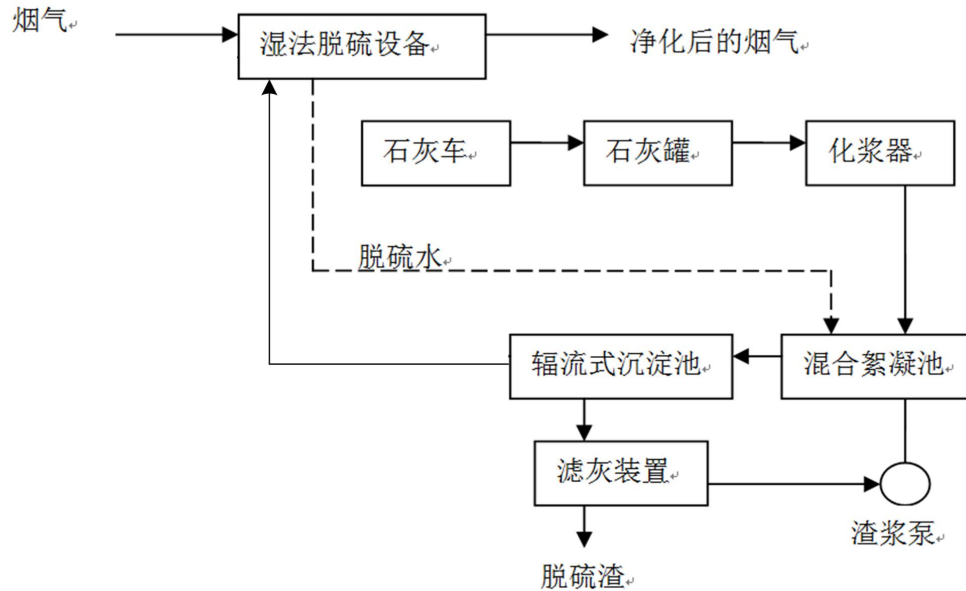 烟气
湿法脱硫设备
净化后的烟气
石灰车
石灰罐
化浆器
脱硫水
辐流式沉淀池
混合絮凝池
滤灰装置
渣浆泵
脱硫渣